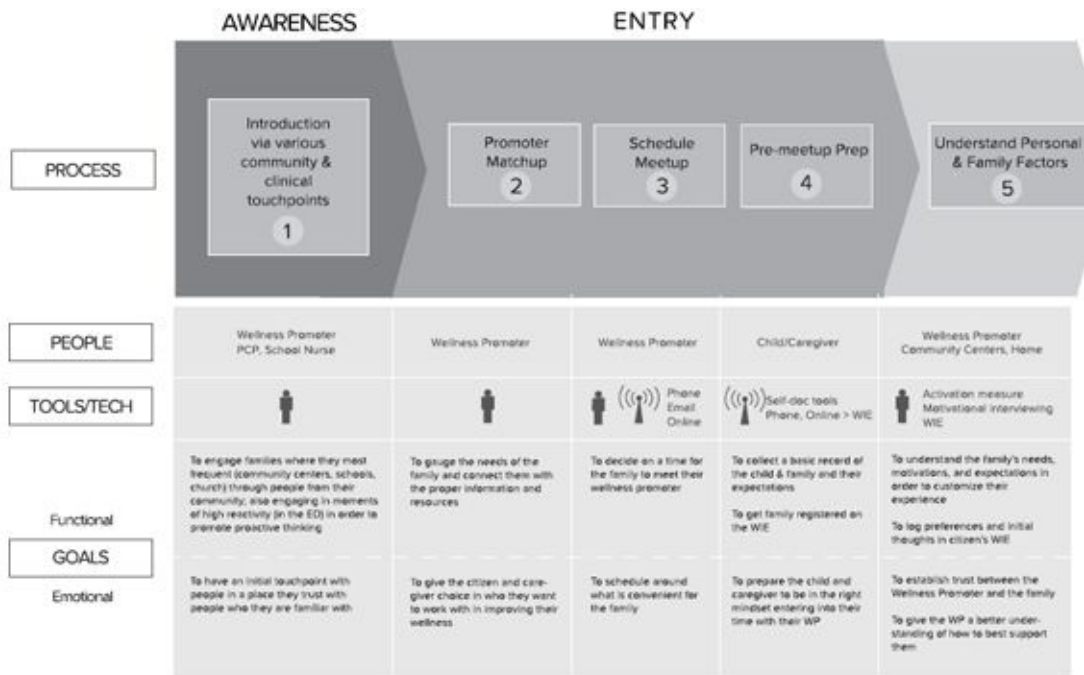 AWARENESS
ENTRY
PROCESS
Introduction
via various
community &
clinical
touchpoints
1
Promoter
Matchup
2
Schedule
Meetup
3
Pre-meetup Prep
4
Understand Personal
& Family Factors
5
PEOPLE
Wellness Promoter
PCP, School Nurse
Wellness Promoter
Wellness Promoter
Child/Caregiver
Wellness Promoter
Community Centers, Home
TOOLS/TECH
Phone
Email
Online
Self-doc tools
Phone, Online > WIE
Activation measure
Motivational interviewing
WIE
Functional
GOALS
Emotional
To engage families where they most
frequent (community centers, schools,
church) through people from their
community; also engaging in moments
of high reactivity (in the ED) in order to
promote proactive thinking
To gauge the needs of the
family and connect them with
the proper information and
resources
To decide on a time for
the family to meet their
wellness promoter
To collect a basic record of
the child & family and their
expectations
To get family registered on
the WIE
To understand the family's needs,
motivations, and expectations in
order to customize their
experience
To log preferences and initial
thoughts in citizen's WIE
To have an initial touchpoint with
people in a place they trust with
people who they are familiar with
To give the citizen and care-
giver choice in who they want
to work with in improving their
wellness
To schedule around
what is convenient for
the family
To prepare the child and
caregiver to be in the right
mindset entering into their
time with their WP
To establish trust between the
Wellness Promoter and the family
To give the WP a better under-
standing of how to best support
them